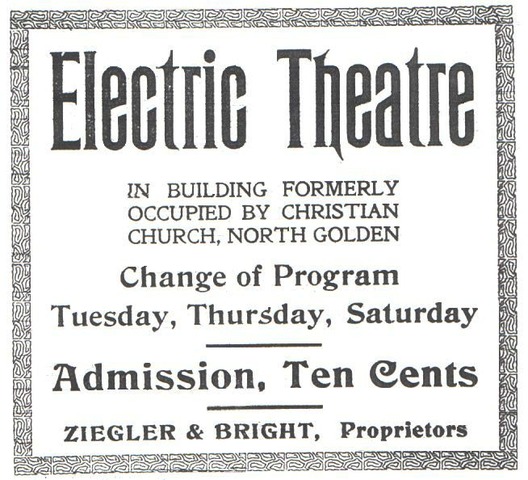 Electric Theatre
IN BUILDING FORMERLY
OCCUPIED BY CHRISTIAN
CHURCH, NORTH GOLDEN
Change of Program
Tuesday, Thursday, Saturday
Admission, Ten Cents
ZIEGLER & BRIGHT, Proprietors